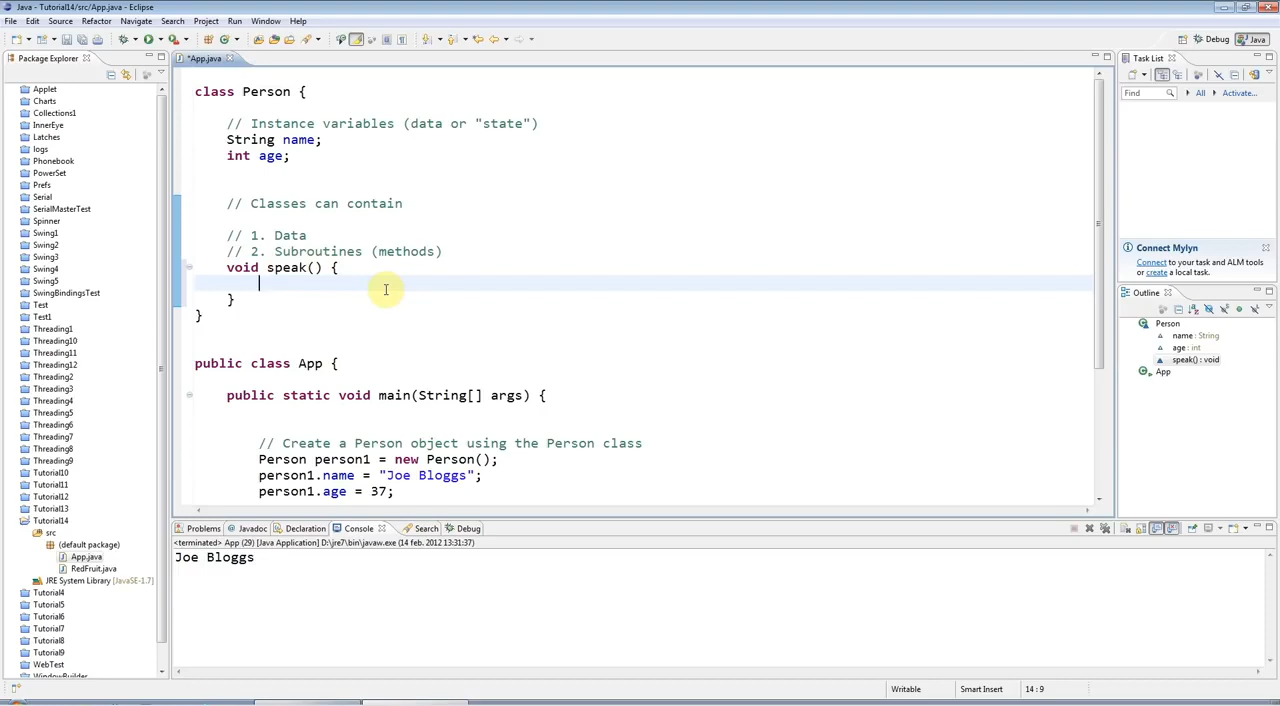 Java - Tutorial14/src/App.java - Eclipse
File Edit Source Refactor Navigate Search Project Run Window Help
Debug Java
Package Explorer
*App.java
Task List
Find All Activate...
Applet
Charts
Collections1
InnerEye
Latches
logs
Phonebook
PowerSet
Prefs
Serial
SerialMasterTest
Spinner
Swing1
Swing2
Swing3
Swing4
Swing5
SwingBindingsTest
Test
Test1
Threading1
Threading10
Threading11
Threading12
Threading2
Threading3
Threading4
Threading5
Threading6
Threading7
Threading8
Threading9
Tutorial10
Tutorial11
Tutorial12
Tutorial13
Tutorial14
src
(default package)
App.java
RedFruit.java
JRE System Library [JavaSE-1.7]
Tutorial4
Tutorial5
Tutorial6
Tutorial7
Tutorial8
Tutorial9
WebTest
WindowBuilder
class Person {
// Instance variables (data or "state")
String name;
int age;
// Classes can contain
// 1. Data
// 2. Subroutines (methods)
void speak() {
}
}
public class App {
public static void main(String[] args) {
// Create a Person object using the Person class
Person person1 = new Person();
person1.name = "Joe Bloggs";
person1.age = 37;
Connect Mylyn
Connect to your task and ALM tools
or create a local task.
Outline
Person
name : String
age : int
speak() : void
App
Problems Javadoc Declaration Console Search Debug
<terminated> App (29) [Java Application] D:\jre7\bin\javaw.exe (14 feb. 2012 13:31:37)
Joe Bloggs
Writable Smart Insert 14 : 9